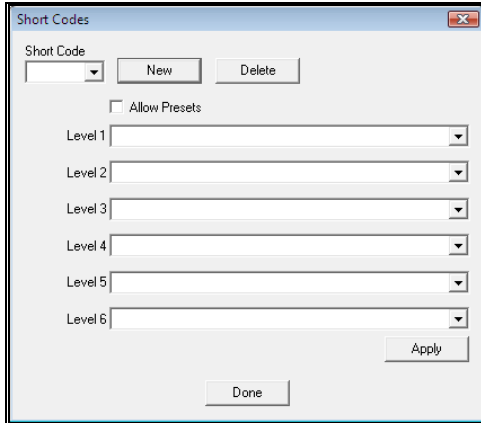 Short Codes
Short Code
New
Delete
Allow Presets
Level 1
Level 2
Level 3
Level 4
Level 5
Level 6
Apply
Done